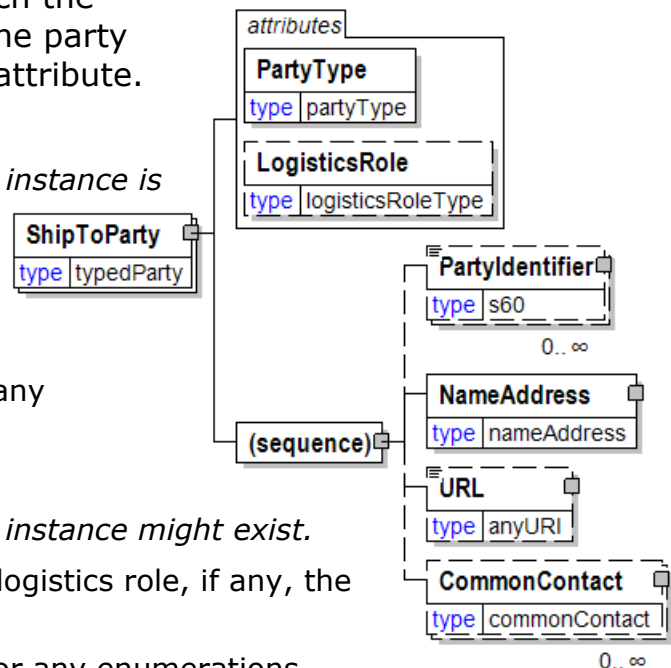 ch the
ne party
attribute.
instance is
any
instance might exist.
logistics role, if any, the
or any enumerations
attributes
PartyType
type partyType
LogisticsRole
type logisticsRoleType
ShipToParty
type typedParty
(sequence)
PartyIdentifier
type s60
0.. ∞
NameAddress
type nameAddress
URL
type anyURI
CommonContact
type commonContact
0.. ∞